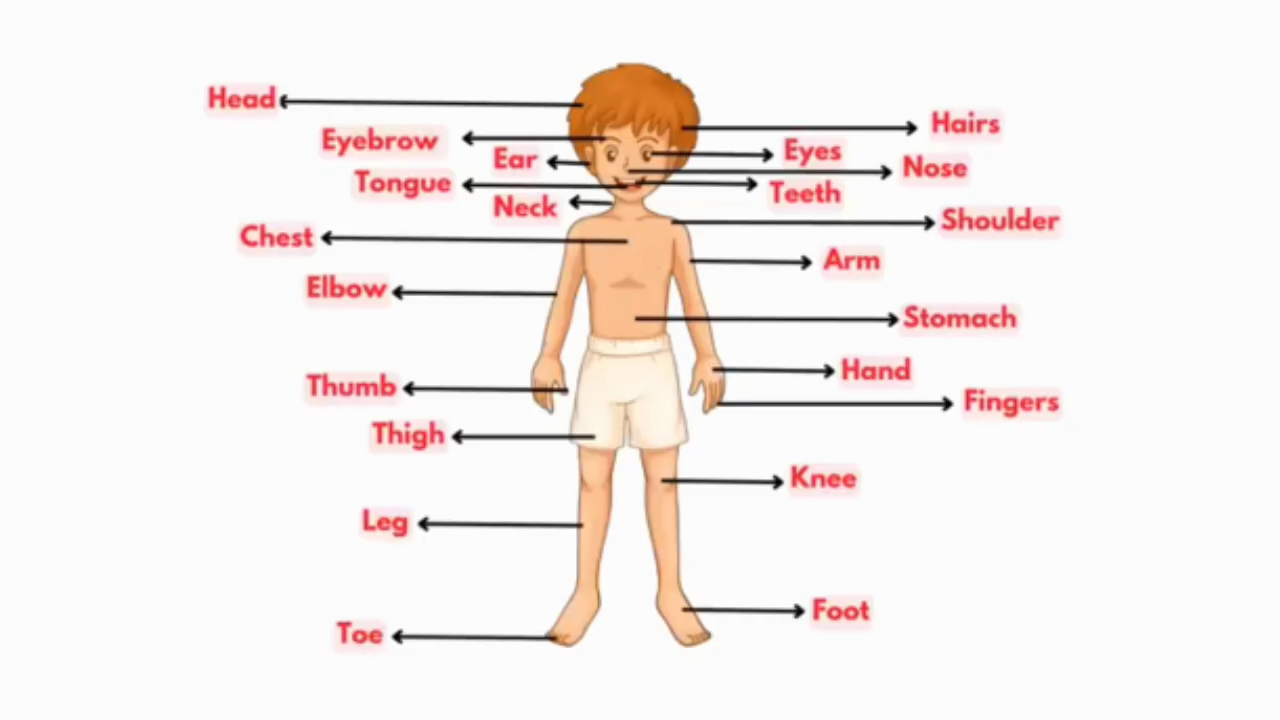 Head
Hairs
Eyebrow
Eyes
Ear
Nose
Tongue
Teeth
Neck
Shoulder
Chest
Arm
Elbow
Stomach
Hand
Thumb
Fingers
Thigh
Knee
Leg
Foot
Toe